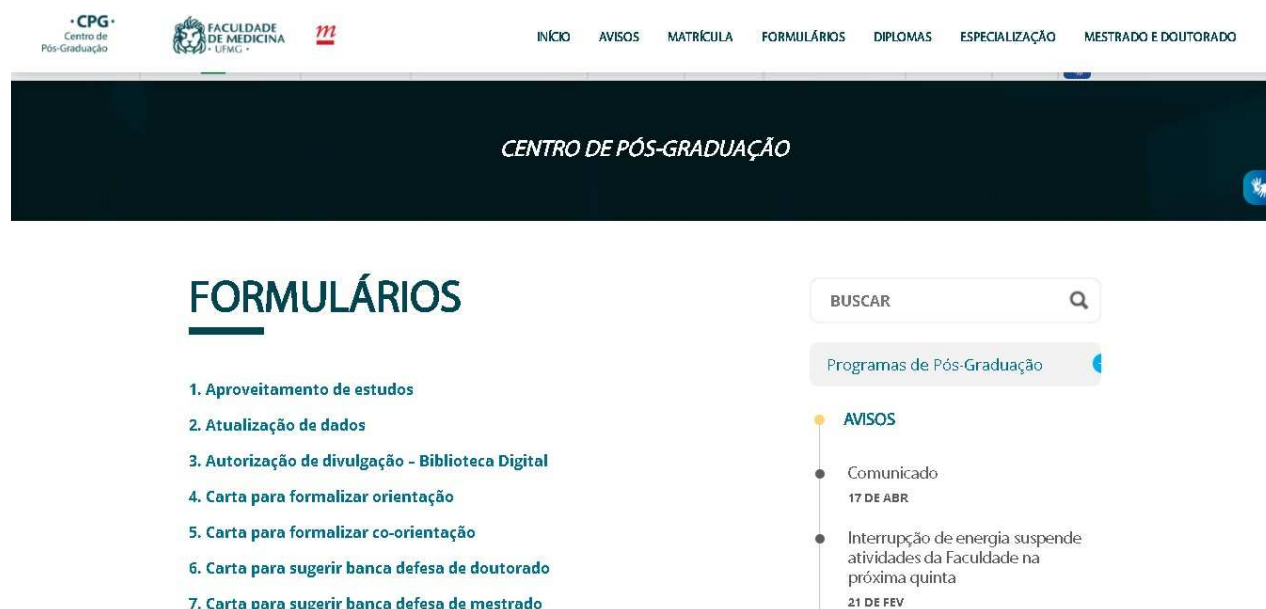 · CPG ·
Centro de
Pós-Graduação
FACULDADE
DE MEDICINA
· UFMG ·
m
INÍCIO AVISOS MATRÍCULA FORMULÁRIOS DIPLOMAS ESPECIALIZAÇÃO MESTRADO E DOUTORADO
CENTRO DE PÓS-GRADUAÇÃO
FORMULÁRIOS
1. Aproveitamento de estudos
2. Atualização de dados
3. Autorização de divulgação – Biblioteca Digital
4. Carta para formalizar orientação
5. Carta para formalizar co-orientação
6. Carta para sugerir banca defesa de doutorado
7. Carta para sugerir banca defesa de mestrado
BUSCAR
Programas de Pós-Graduação
AVISOS
Comunicado
17 DE ABR
Interrupção de energia suspende
atividades da Faculdade na
próxima quinta
21 DE FEV